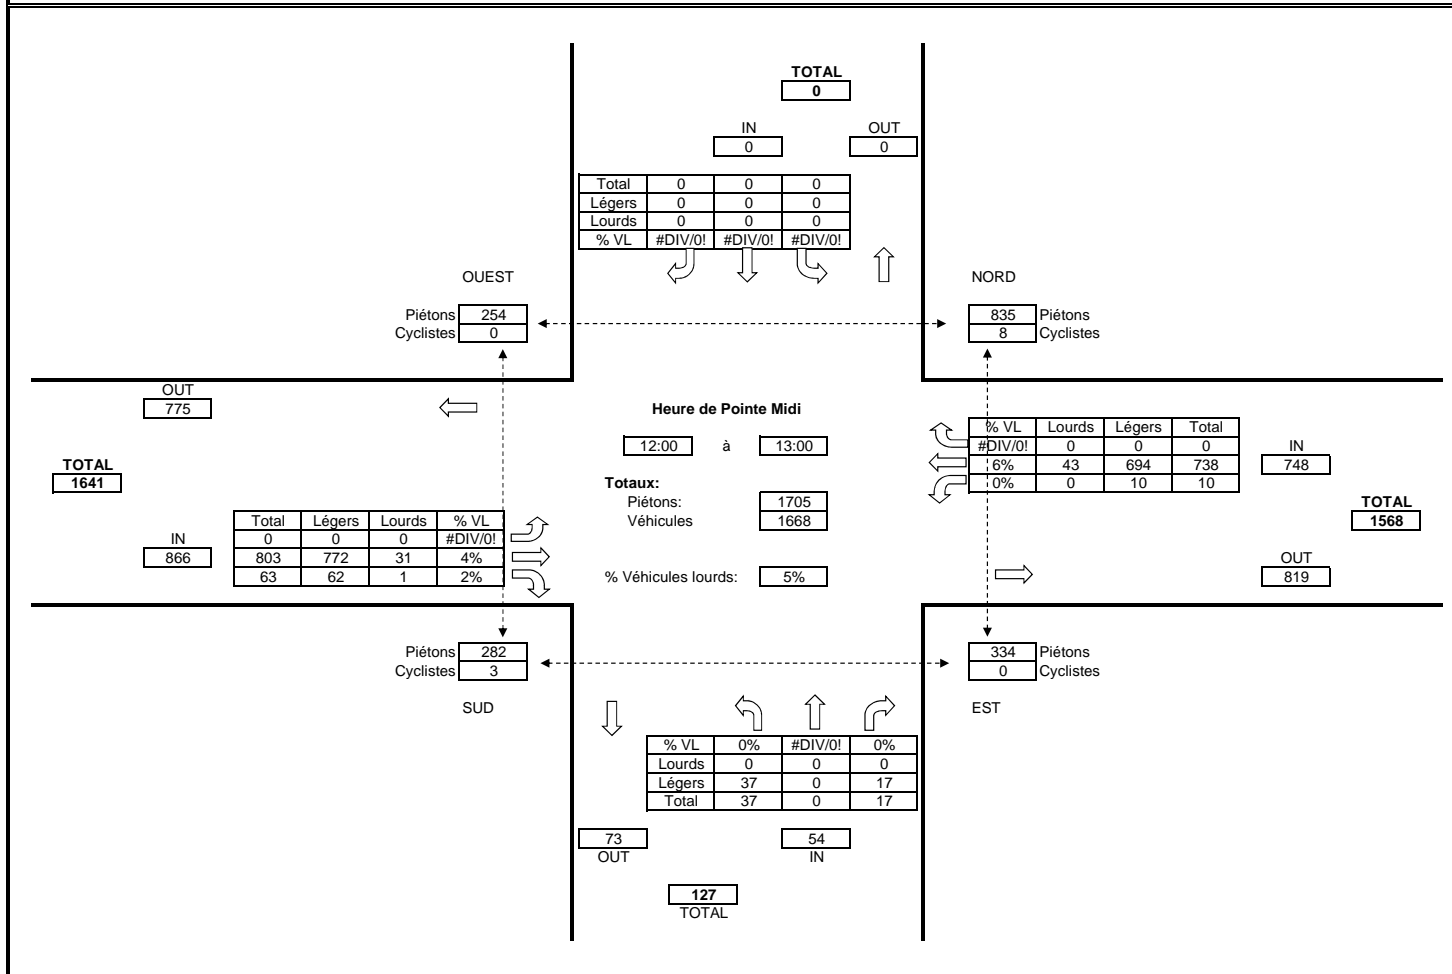 TOTAL
0
IN OUT
0 0
Total 0 0 0
Légers 0 0 0
Lourds 0 0 0
% VL #DIV/0! #DIV/0! #DIV/0!
OUEST NORD
Piétons 254 835 Piétons
Cyclistes 0 8 Cyclistes
OUT
775
Heure de Pointe Midi
12:00 à 13:00
% VL Lourds Légers Total
#DIV/0! 0 0 0
6% 43 694 738
0% 0 10 10
IN
748
TOTAL
1641
Totaux:
Piétons: 1705
Véhicules 1668
TOTAL
1568
Total Légers Lourds % VL
0 0 0 #DIV/0!
803 772 31 4%
63 62 1 2%
IN
866
% Véhicules lourds: 5%
OUT
819
Piétons 282 334 Piétons
Cyclistes 3 0 Cyclistes
SUD EST
% VL 0% #DIV/0! 0%
Lourds 0 0 0
Légers 37 0 17
Total 37 0 17
73 54
OUT IN
127
TOTAL